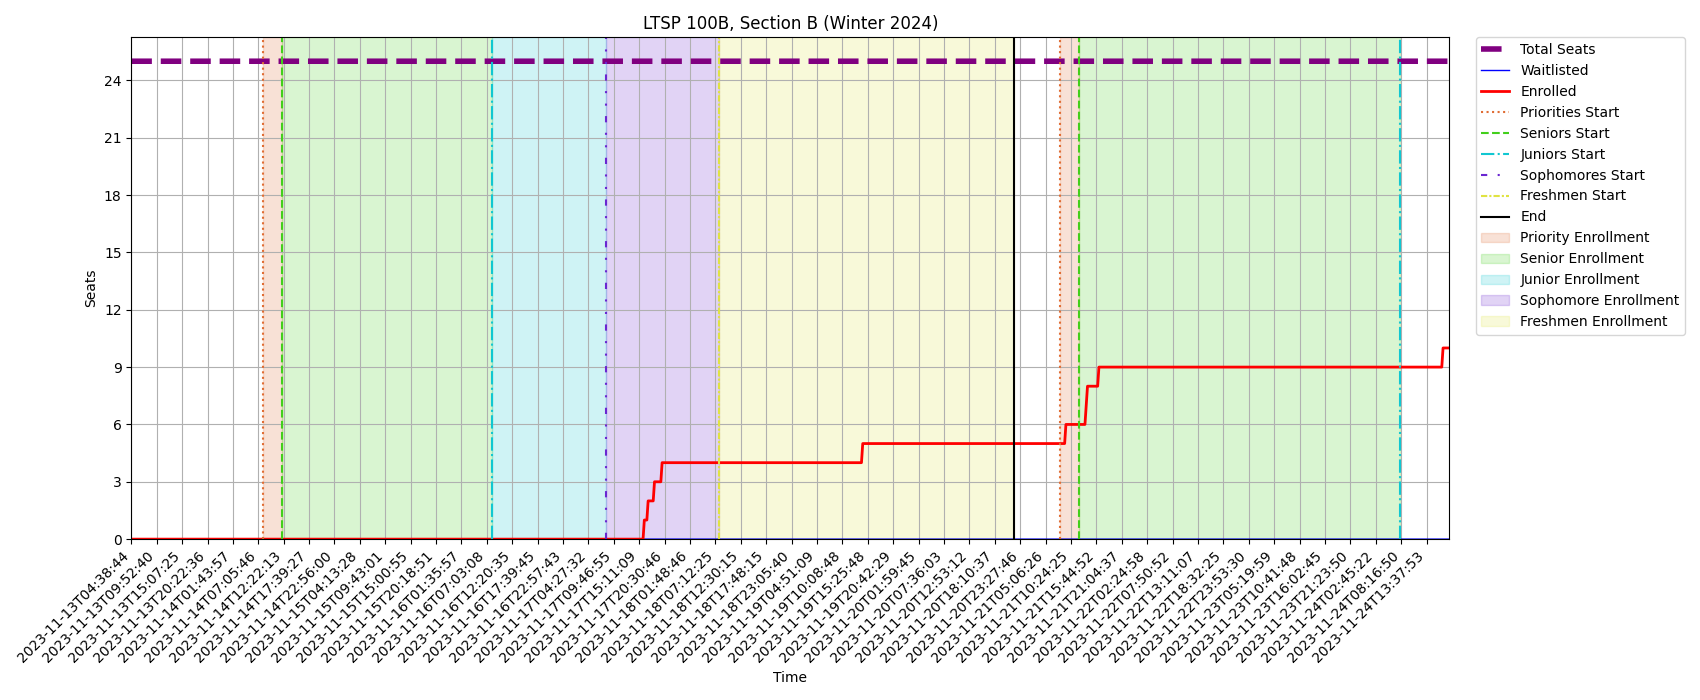 LTSP 100B, Section B (Winter 2024)
Total Seats
Waitlisted
Enrolled
Priorities Start
Seniors Start
Juniors Start
Sophomores Start
Freshmen Start
End
Priority Enrollment
Senior Enrollment
Junior Enrollment
Sophomore Enrollment
Freshmen Enrollment
Seats
24
21
18
15
12
9
6
3
0
2023-11-13T04:38:44
2023-11-13T09:52:40
2023-11-13T15:07:25
2023-11-13T20:22:36
2023-11-14T01:43:57
2023-11-14T07:05:46
2023-11-14T12:22:13
2023-11-14T17:39:27
2023-11-14T22:56:00
2023-11-15T04:13:28
2023-11-15T09:43:01
2023-11-15T15:00:55
2023-11-15T20:18:51
2023-11-16T01:35:57
2023-11-16T07:03:08
2023-11-16T12:20:35
2023-11-16T17:39:45
2023-11-16T22:57:43
2023-11-17T04:27:32
2023-11-17T09:46:55
2023-11-17T15:11:09
2023-11-17T20:30:46
2023-11-18T01:48:46
2023-11-18T07:12:25
2023-11-18T12:30:15
2023-11-18T17:48:15
2023-11-18T23:05:40
2023-11-19T04:51:09
2023-11-19T10:08:48
2023-11-19T15:25:48
2023-11-19T20:42:29
2023-11-20T01:59:45
2023-11-20T07:36:03
2023-11-20T12:53:12
2023-11-20T18:10:37
2023-11-20T23:27:46
2023-11-21T05:06:26
2023-11-21T10:24:25
2023-11-21T15:44:52
2023-11-21T21:04:37
2023-11-22T02:24:58
2023-11-22T07:50:52
2023-11-22T13:11:07
2023-11-22T18:32:25
2023-11-22T23:53:30
2023-11-23T05:19:59
2023-11-23T10:41:48
2023-11-23T16:02:45
2023-11-23T21:23:50
2023-11-24T02:45:22
2023-11-24T08:16:50
2023-11-24T13:37:53
Time